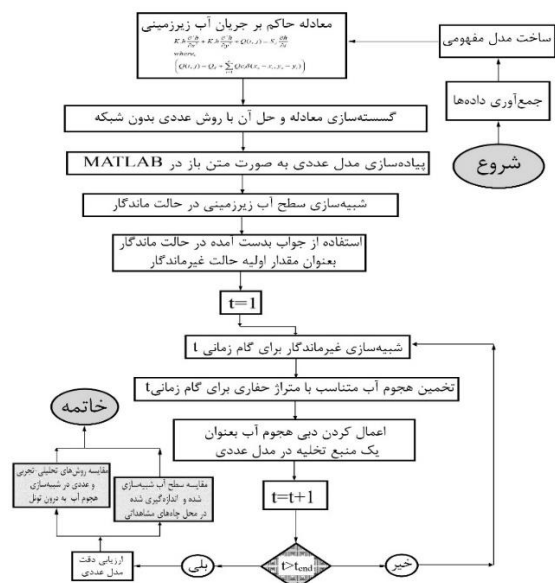 شروع
جمع‌آوری داده‌ها
ساخت مدل مفهومی
معادله حاکم بر جریان آب زیرزمینی
where,
گسسته‌سازی معادله و حل آن با روش عددی بدون شبکه
پیاده‌سازی مدل عددی به صورت متن باز در MATLAB
شبیه‌سازی سطح آب زیرزمینی در حالت ماندگار
استفاده از جواب بدست آمده در حالت ماندگار
بعنوان مقدار اولیه حالت غیرماندگار
t=1
شبیه‌سازی غیرماندگار برای گام زمانی t
تخمین هجوم آب متناسب با متراژ حفاری برای گام زمانی t
اعمال کردن دبی هجوم آب بعنوان
یک منبع تخلیه در مدل عددی
t=t+1
t>tend
خیر
بلی
ارزیابی دقت
مدل عددی
مقایسه سطح آب شبیه‌سازی
شده و اندازه‌گیری شده
در محل چاه‌های مشاهداتی
مقایسه روش‌های تحلیلی-تجربی
و عددی در شبیه‌سازی
هجوم آب به درون تونل
خاتمه